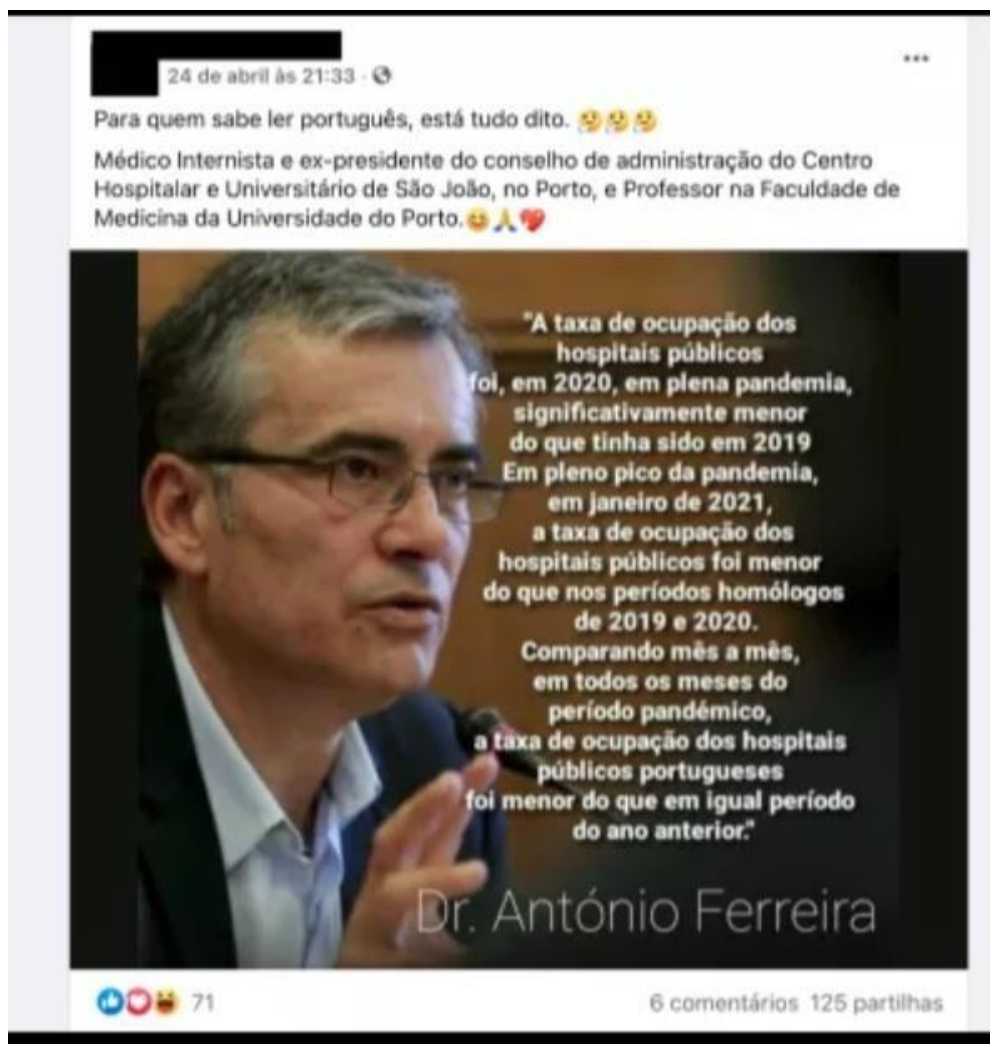 24 de abril às 21:33 ·
Para quem sabe ler português, está tudo dito. 🤔🤔🤔
Médico Internista e ex-presidente do conselho de administração do Centro
Hospitalar e Universitário de São João, no Porto, e Professor na Faculdade de
Medicina da Universidade do Porto.😊🙏💖
"A taxa de ocupação dos
hospitais públicos
foi, em 2020, em plena pandemia,
significativamente menor
do que tinha sido em 2019
Em pleno pico da pandemia,
em janeiro de 2021,
a taxa de ocupação dos
hospitais públicos foi menor
do que nos períodos homólogos
de 2019 e 2020.
Comparando mês a mês,
em todos os meses do
período pandémico,
a taxa de ocupação dos hospitais
públicos portugueses
foi menor do que em igual período
do ano anterior."
Dr. António Ferreira
71
6 comentários 125 partilhas